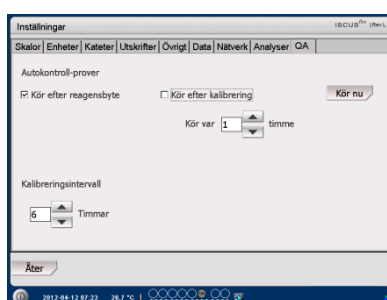 Inställningar
ISCUSflex
Skalor Enheter Kateter Utskrifter Övrigt Data Nätverk Analyser QA
Autokontroll-prover
Kör efter reagensbyte Kör efter kalibrering Kör nu
Kör var 1 timme
Kalibreringsintervall
6 Timmar
Åter
2012-04-12 07:23 26,7 °C